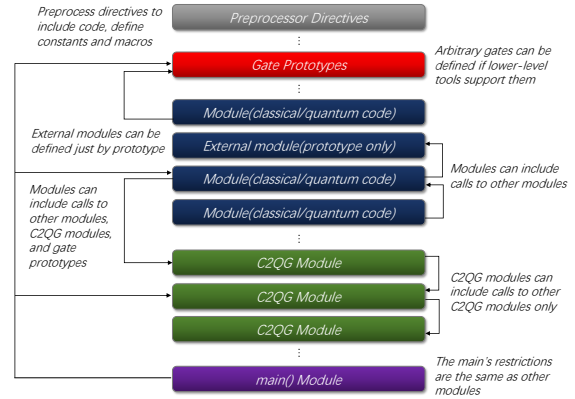 Preprocess directives to
include code, define
constants and macros
Preprocessor Directives
Gate Prototypes
Arbitrary gates can be
defined if lower-level
tools support them
Module(classical/quantum code)
External modules can be
defined just by prototype
External module(prototype only)
Module(classical/quantum code)
Modules can include
calls to other modules
Modules can
include calls to
other modules,
C2QG modules,
and gate
prototypes
Module(classical/quantum code)
C2QG Module
C2QG Module
C2QG modules can
include calls to other
C2QG modules only
C2QG Module
main() Module
The main's restrictions
are the same as other
modules